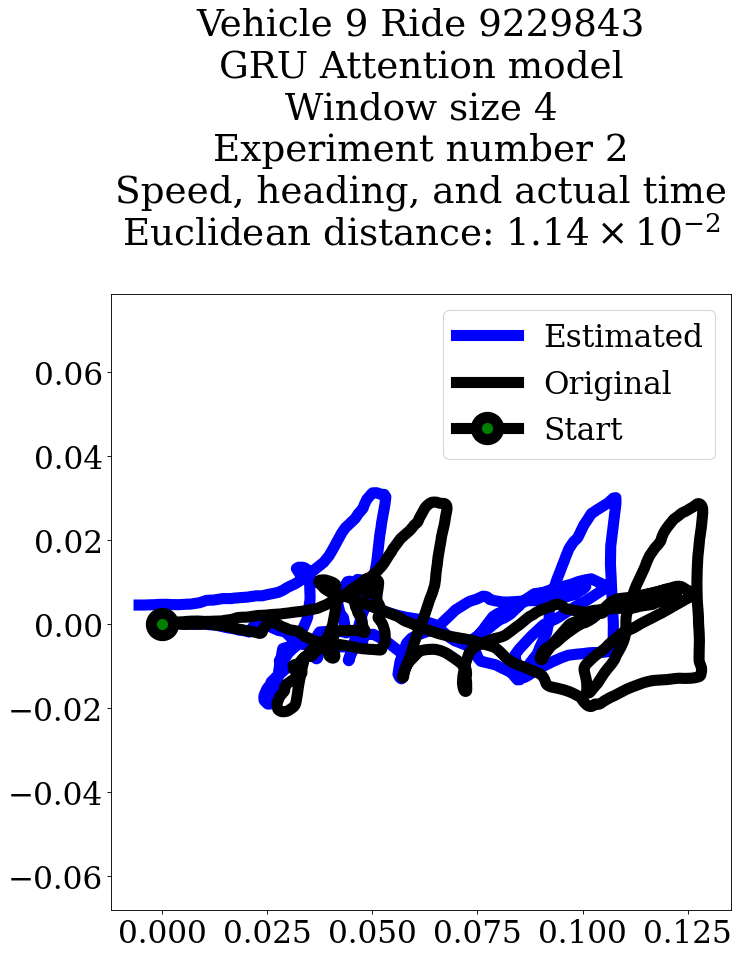 Vehicle 9 Ride 9229843
GRU Attention model
Window size 4
Experiment number 2
Speed, heading, and actual time
Euclidean distance: 1.14 × 10⁻²
Estimated
Original
Start
0.06
0.04
0.02
0.00
−0.02
−0.04
−0.06
0.000 0.025 0.050 0.075 0.100 0.125